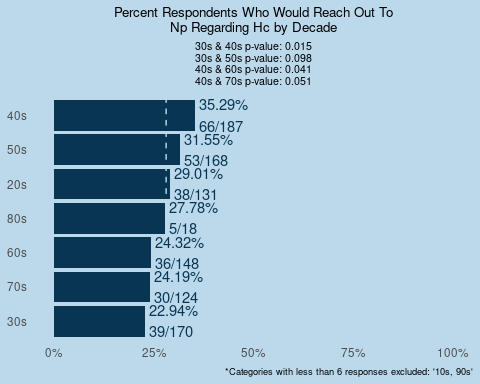 Percent Respondents Who Would Reach Out To
Np Regarding Hc by Decade
30s & 40s p-value: 0.015
30s & 50s p-value: 0.098
40s & 60s p-value: 0.041
40s & 70s p-value: 0.051
40s
35.29%
66/187
50s
31.55%
53/168
20s
29.01%
38/131
80s
27.78%
5/18
60s
24.32%
36/148
70s
24.19%
30/124
30s
22.94%
39/170
0% 25% 50% 75% 100%
*Categories with less than 6 responses excluded: '10s, 90s'